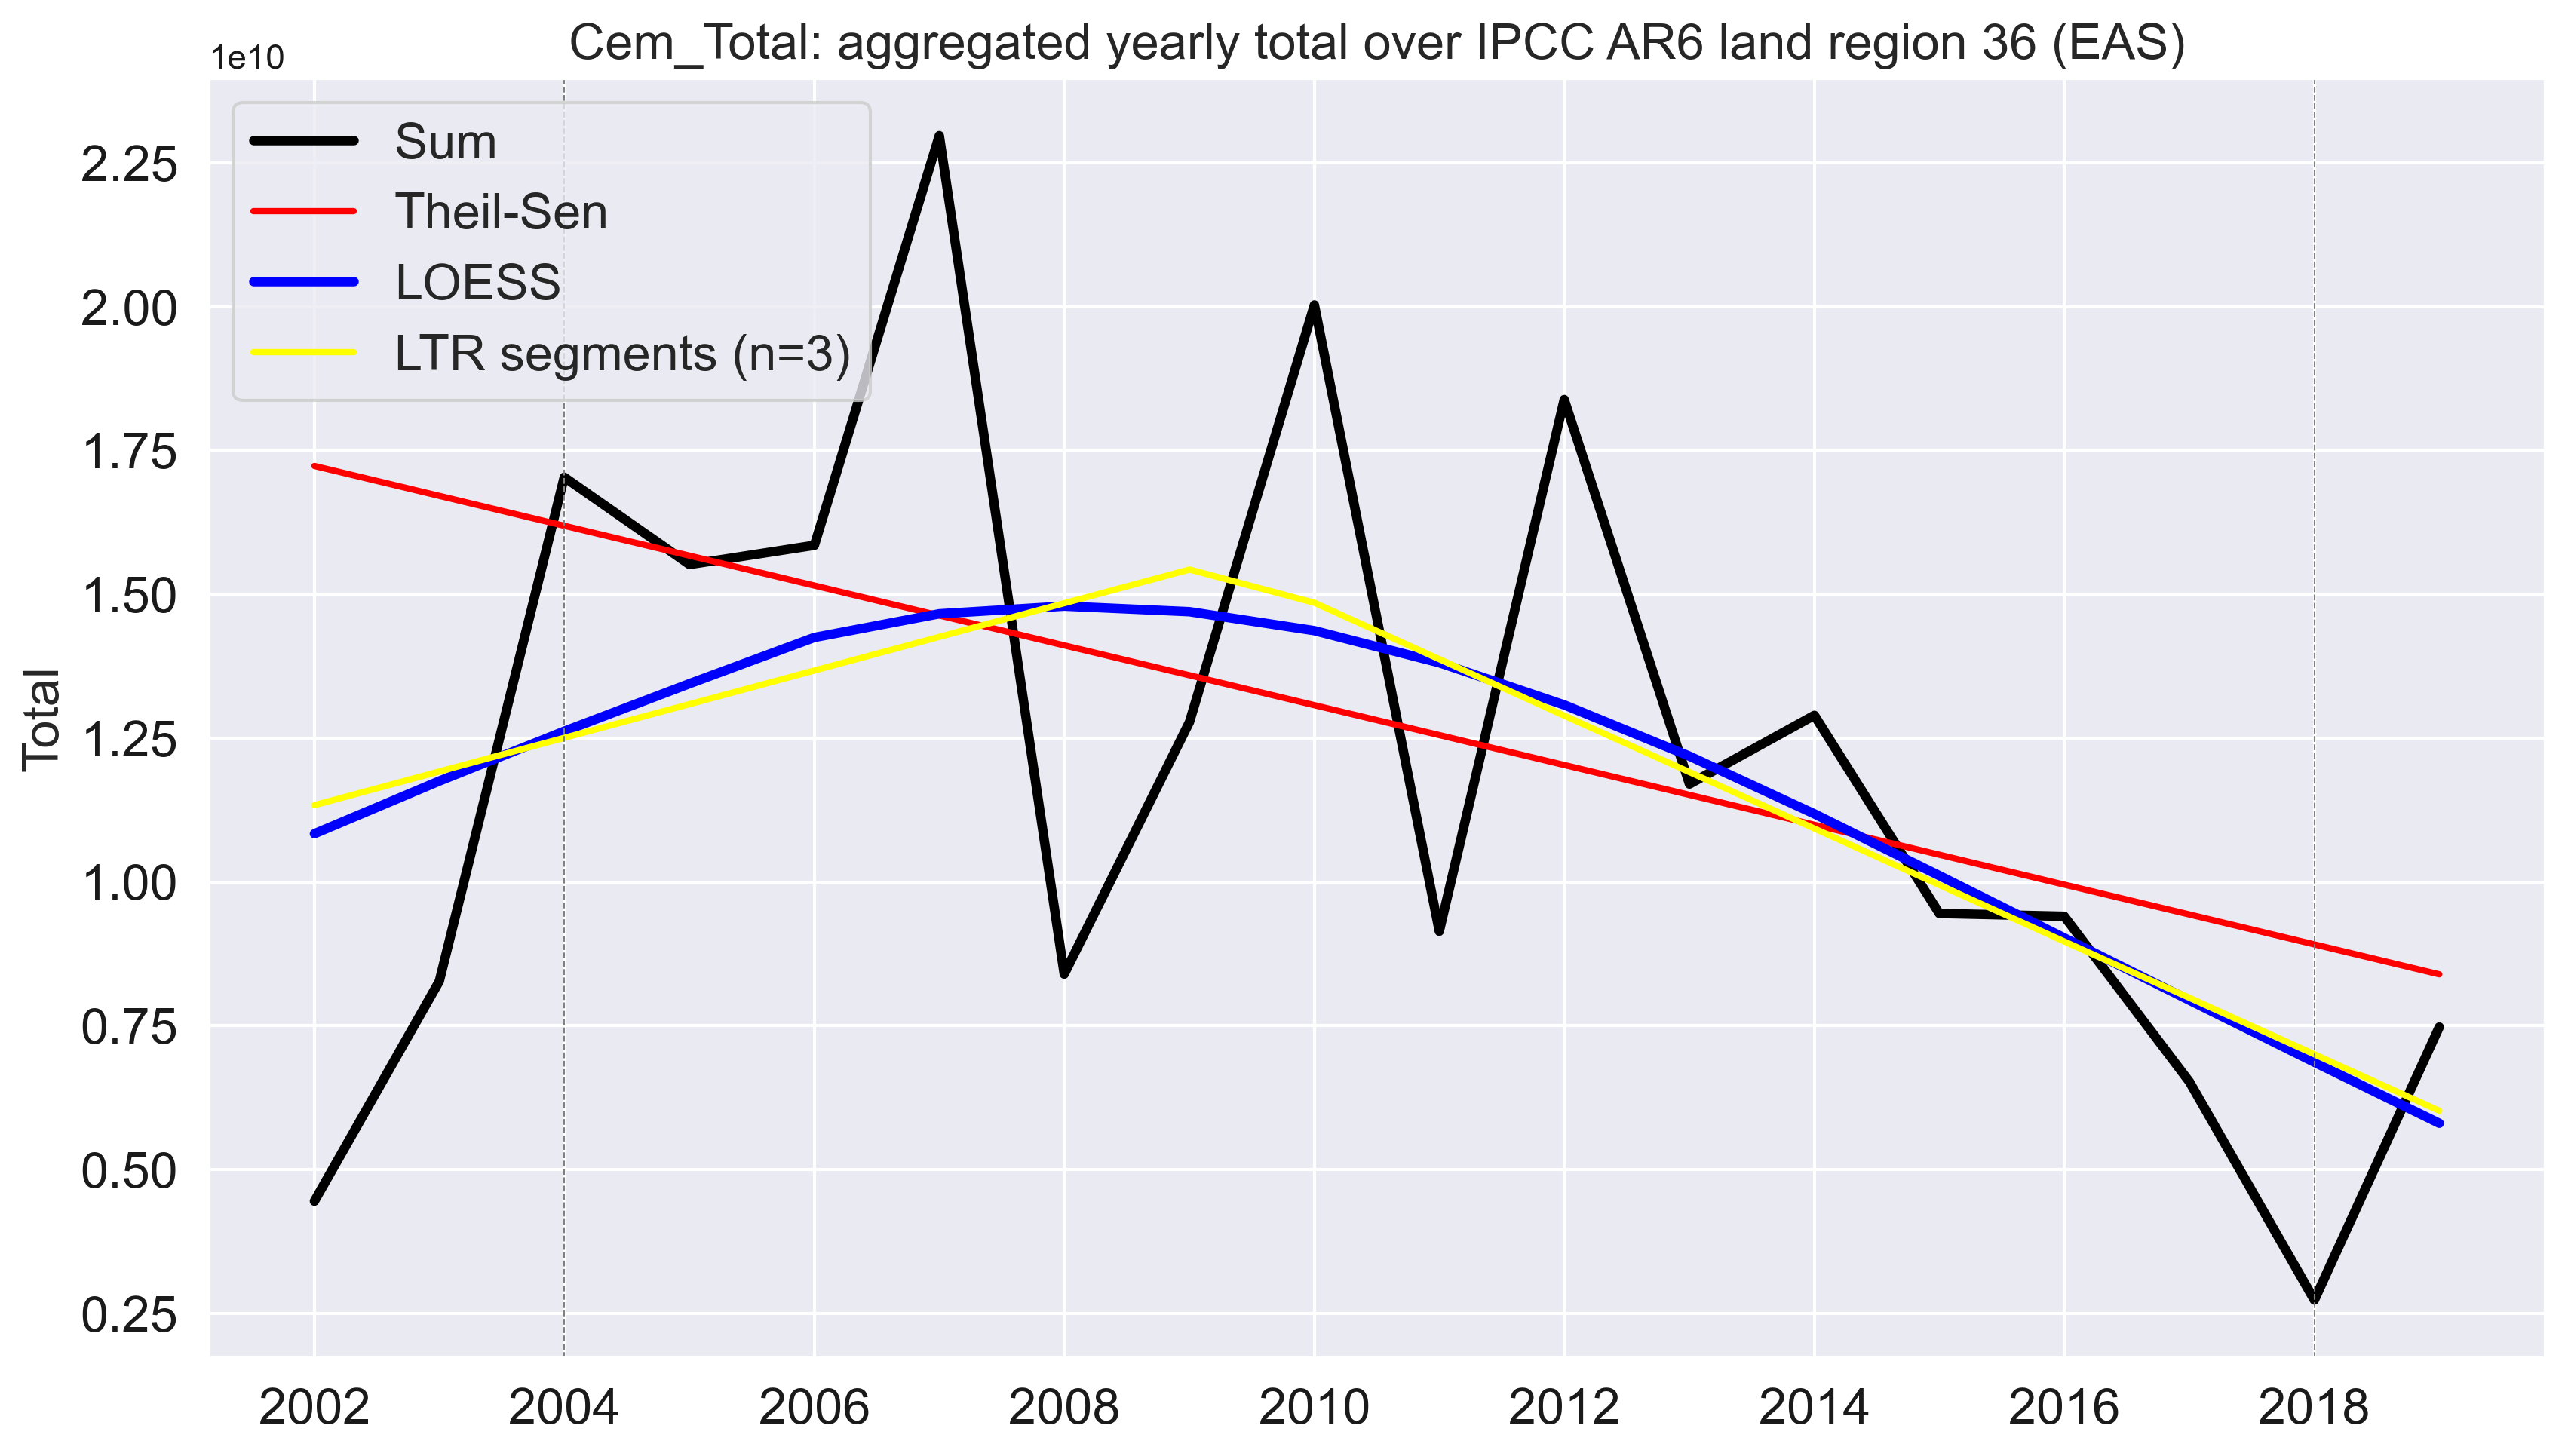 Cem_Total: aggregated yearly total over IPCC AR6 land region 36 (EAS)
1e10
Sum
Theil-Sen
LOESS
LTR segments (n=3)
2.25
2.00
1.75
1.50
1.25
1.00
0.75
0.50
0.25
Total
2002 2004 2006 2008 2010 2012 2014 2016 2018